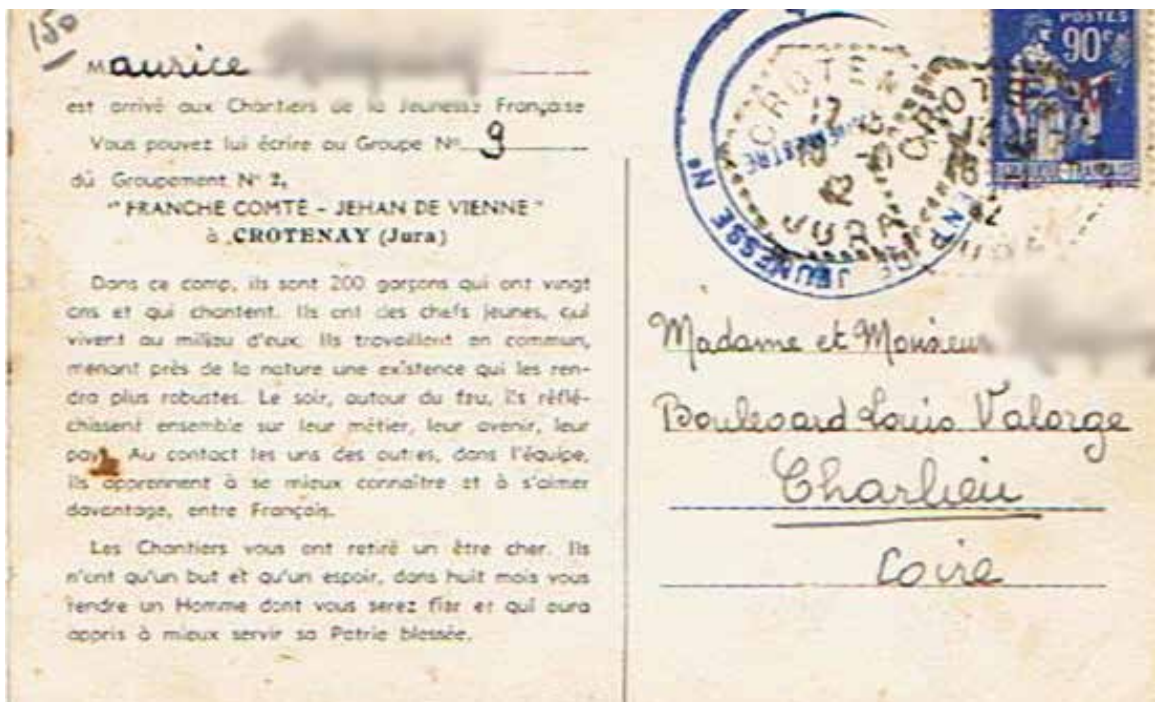 150
Maurice
est arrivé aux Chantiers de la Jeunesse Française
Vous pouvez lui écrire au Groupe N° 9
du Groupement N° 2,
"FRANCHE COMTÉ - JEHAN DE VIENNE"
à CROTENAY (Jura)
Dans ce camp, ils sont 200 garçons qui ont vingt
ans et qui chantent. Ils ont des chefs jeunes, qui
vivent au milieu d'eux. Ils travaillent en commun,
menant près de la nature une existence qui les ren-
dra plus robustes. Le soir, autour du feu, ils réflé-
chissent ensemble sur leur métier, leur avenir, leur
pays. Au contact les uns des autres, dans l'équipe,
ils apprennent à se mieux connaître et à s'aimer
davantage, entre Français.
Les Chantiers vous ont retiré un être cher. Ils
n'ont qu'un but et qu'un espoir, dans huit mois vous
rendre un Homme dont vous serez fier et qui aura
appris à mieux servir sa Patrie blessée.
POSTES
90c
JURA
JEUNESSE N°
Madame et Monsieur
Boulevard Louis Valorge
Charlieu
Loire